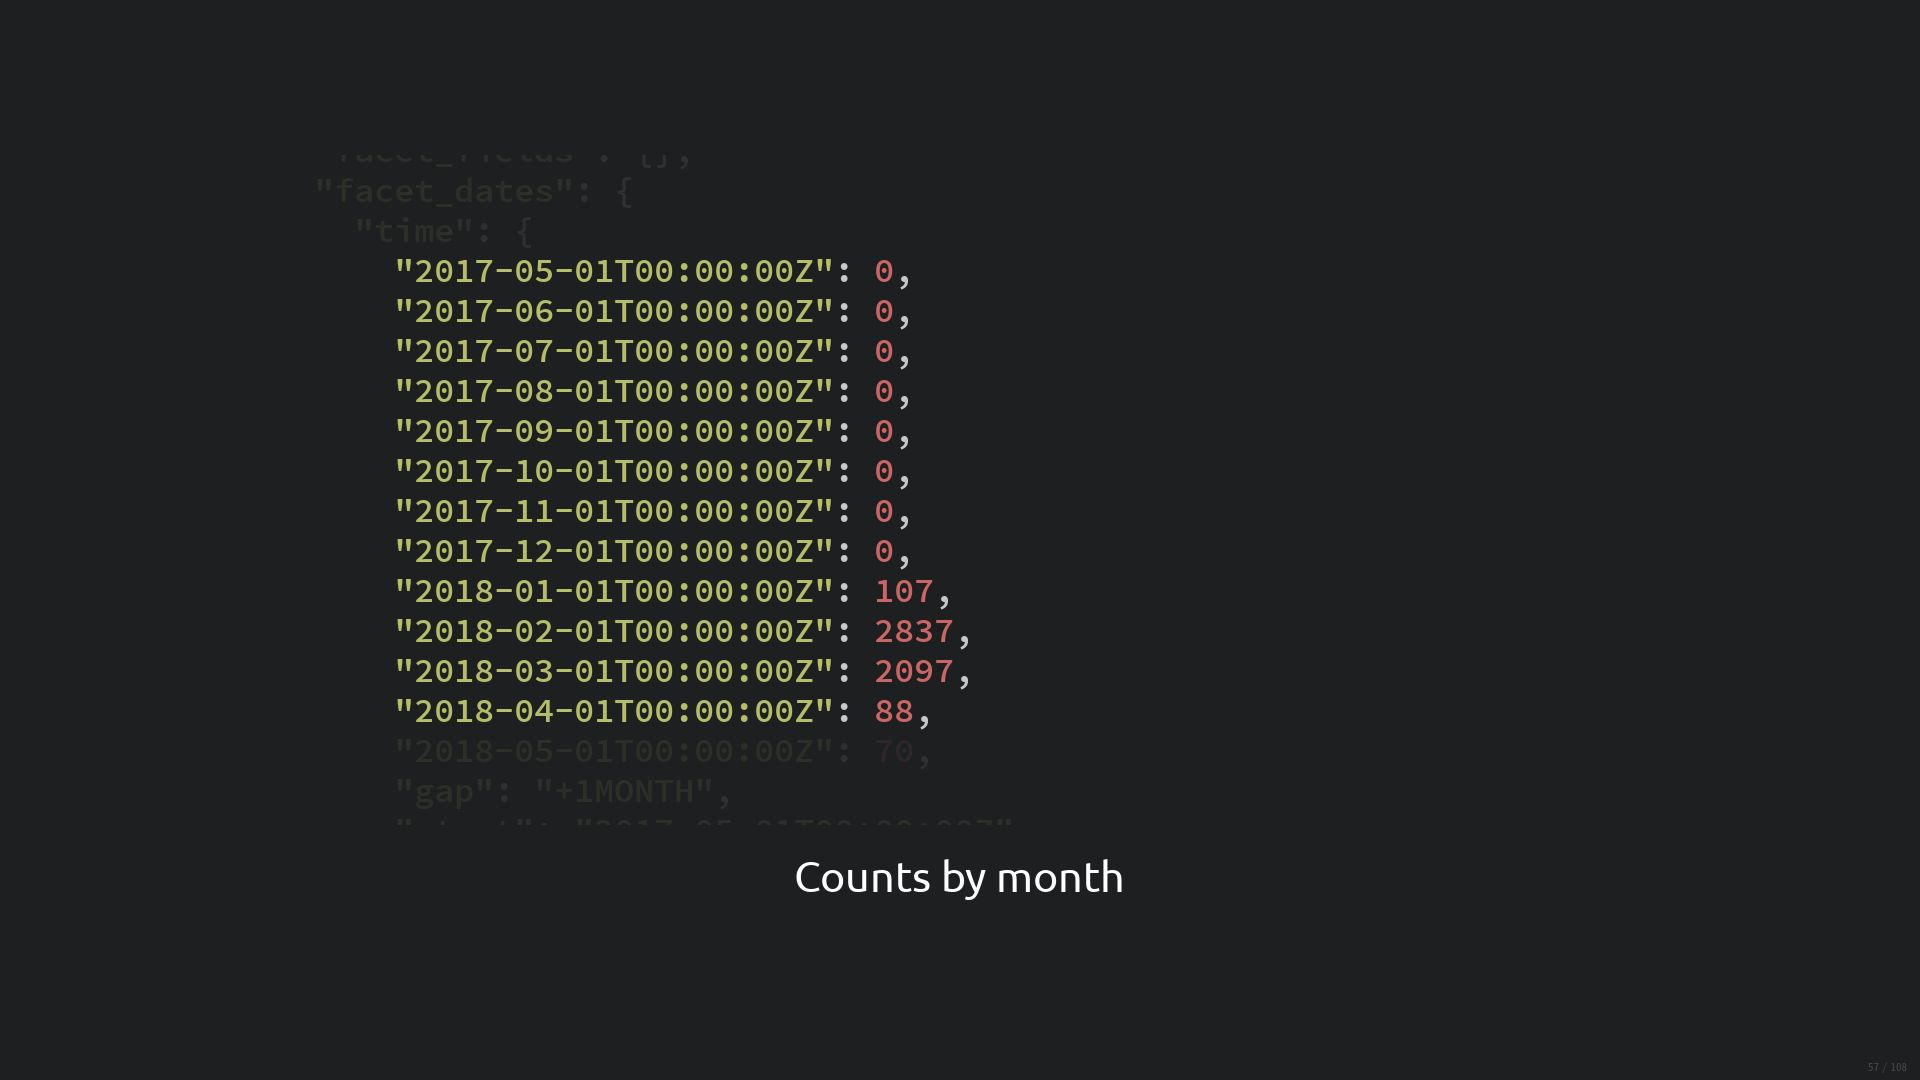 "facet_fields": {},
"facet_dates": {
"time": {
"2017-05-01T00:00:00Z": 0,
"2017-06-01T00:00:00Z": 0,
"2017-07-01T00:00:00Z": 0,
"2017-08-01T00:00:00Z": 0,
"2017-09-01T00:00:00Z": 0,
"2017-10-01T00:00:00Z": 0,
"2017-11-01T00:00:00Z": 0,
"2017-12-01T00:00:00Z": 0,
"2018-01-01T00:00:00Z": 107,
"2018-02-01T00:00:00Z": 2837,
"2018-03-01T00:00:00Z": 2097,
"2018-04-01T00:00:00Z": 88,
"2018-05-01T00:00:00Z": 70,
"gap": "+1MONTH",
Counts by month
57 / 108